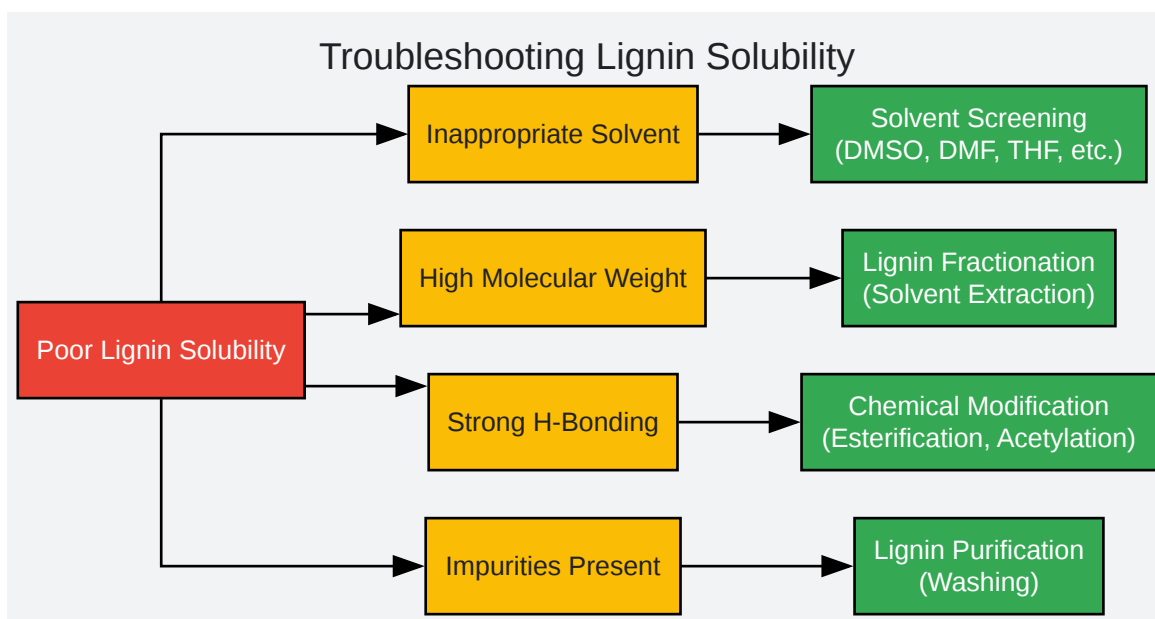 Troubleshooting Lignin Solubility
Poor Lignin Solubility
Inappropriate Solvent
Solvent Screening
(DMSO, DMF, THF, etc.)
High Molecular Weight
Lignin Fractionation
(Solvent Extraction)
Strong H-Bonding
Chemical Modification
(Esterification, Acetylation)
Impurities Present
Lignin Purification
(Washing)